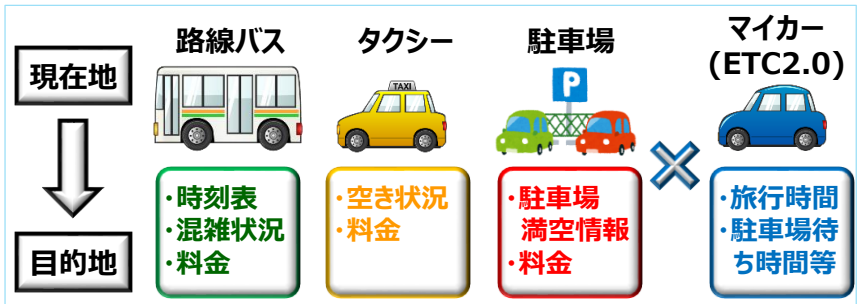 現在地
目的地
路線バス
TAXI
タクシー
P
駐車場
マイカー
(ETC2.0)
・時刻表
・混雑状況
・料金
・空き状況
・料金
・駐車場
満空情報
・料金
・旅行時間
・駐車場待
ち時間等